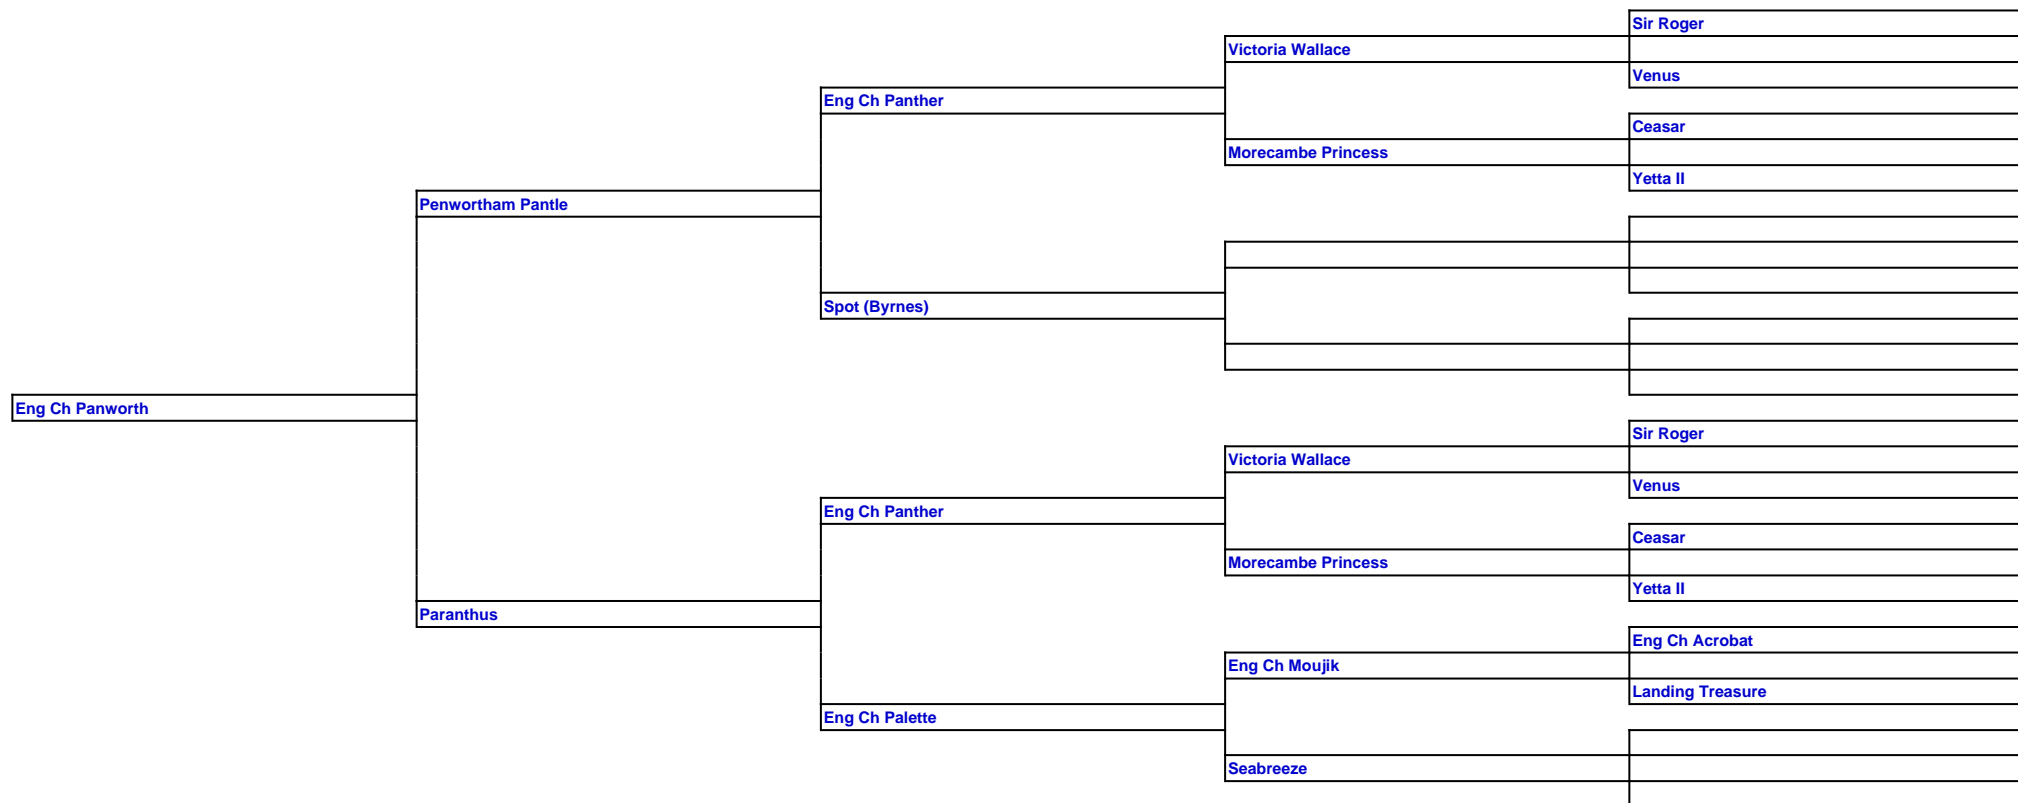 Sir Roger
Victoria Wallace
Venus
Eng Ch Panther
Ceasar
Morecambe Princess
Yetta II
Penwortham Pantle
Spot (Byrnes)
Eng Ch Panworth
Sir Roger
Victoria Wallace
Venus
Eng Ch Panther
Ceasar
Morecambe Princess
Yetta II
Paranthus
Eng Ch Acrobat
Eng Ch Moujik
Landing Treasure
Eng Ch Palette
Seabreeze